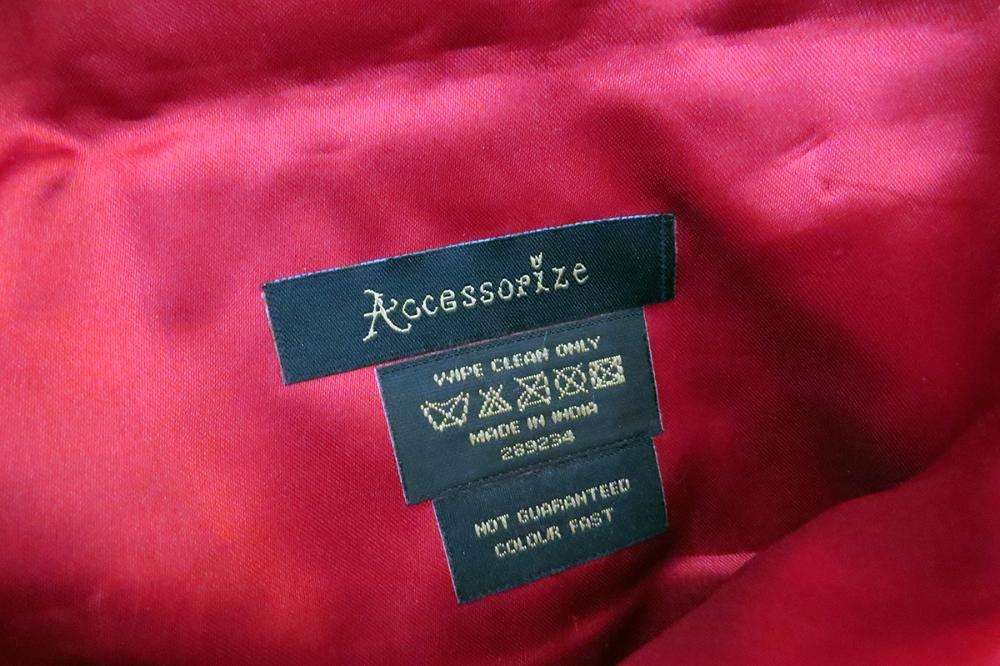 Accessorize
WIPE CLEAN ONLY
MADE IN INDIA
289234
NOT GUARANTEED
COLOUR FAST